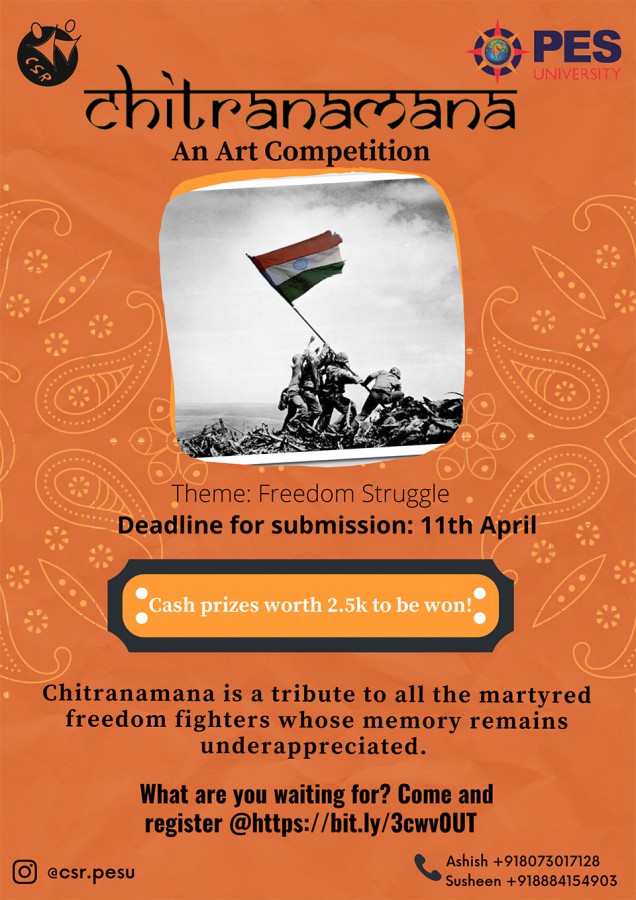 CSR
PES
UNIVERSITY
chitranamana
An Art Competition
Theme: Freedom Struggle
Deadline for submission: 11th April
Cash prizes worth 2.5k to be won!
Chitranamana is a tribute to all the martyred
freedom fighters whose memory remains
underappreciated.
What are you waiting for? Come and
register @https://bit.ly/3cwv0UT
@csr.pesu
Ashish +918073017128
Susheen +918884154903